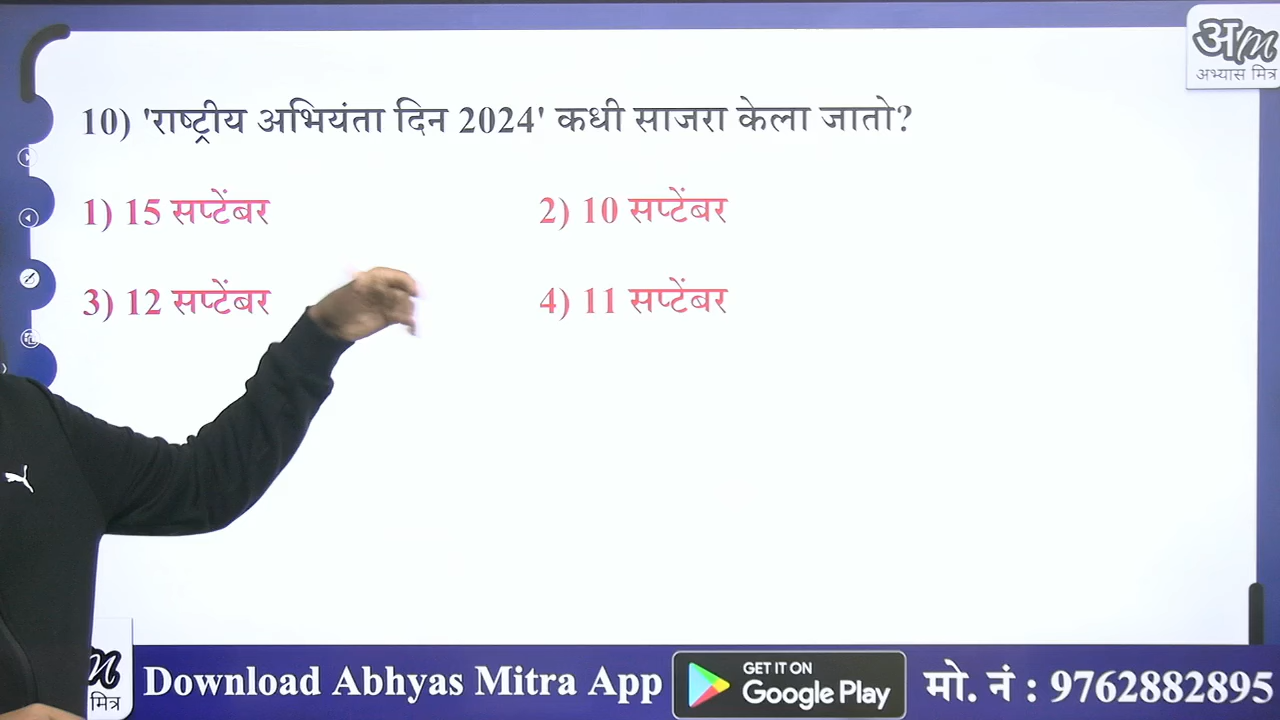 अm
अभ्यास मित्र
10) 'राष्ट्रीय अभियंता दिन 2024' कधी साजरा केला जातो?
1) 15 सप्टेंबर
2) 10 सप्टेंबर
3) 12 सप्टेंबर
4) 11 सप्टेंबर
m
मित्र
Download Abhyas Mitra App
GET IT ON
Google Play
मो. नं : 9762882895